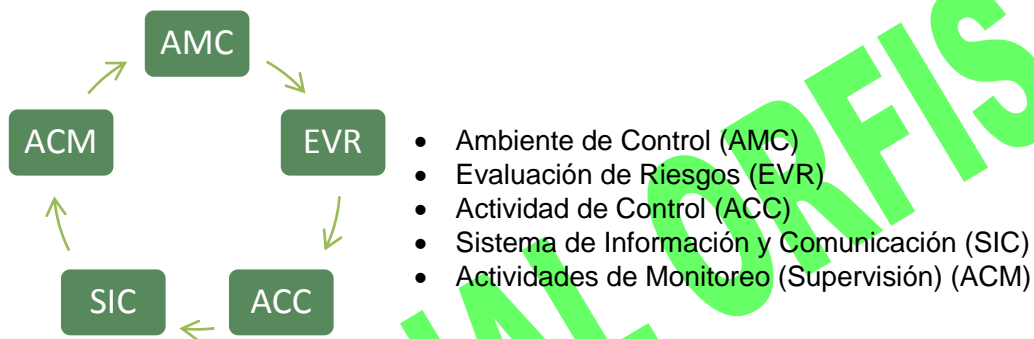 AMC
ACM
EVR
SIC
ACC
• Ambiente de Control (AMC)
• Evaluación de Riesgos (EVR)
• Actividad de Control (ACC)
• Sistema de Información y Comunicación (SIC)
• Actividades de Monitoreo (Supervisión) (ACM)
ORFIS